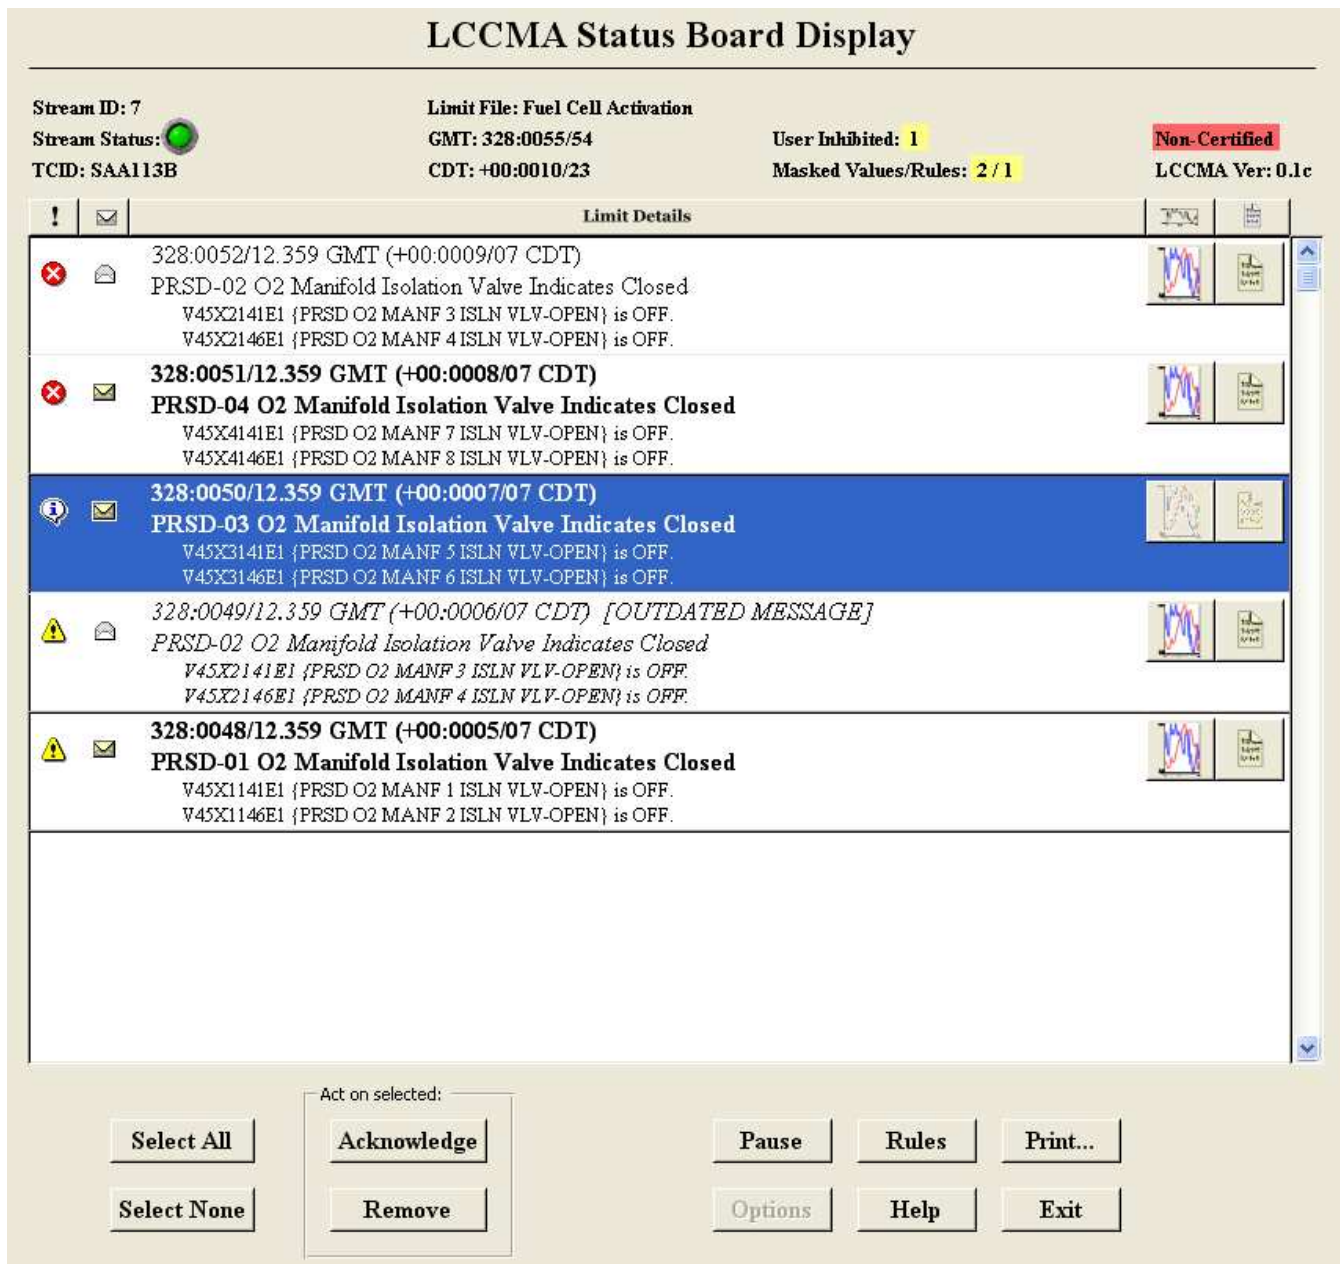 LCCMA Status Board Display
Stream ID: 7
Limit File: Fuel Cell Activation
Stream Status:
GMT: 328:0055/54
User Inhibited: 1
Non-Certified
TCID: SAA113B
CDT: +00:0010/23
Masked Values/Rules: 2 / 1
LCCMA Ver: 0.1c
! Limit Details
328:0052/12.359 GMT (+00:0009/07 CDT)
PRSD-02 O2 Manifold Isolation Valve Indicates Closed
V45X2141E1 {PRSD O2 MANF 3 ISLN VLV-OPEN} is OFF.
V45X2146E1 {PRSD O2 MANF 4 ISLN VLV-OPEN} is OFF.
328:0051/12.359 GMT (+00:0008/07 CDT)
PRSD-04 O2 Manifold Isolation Valve Indicates Closed
V45X4141E1 {PRSD O2 MANF 7 ISLN VLV-OPEN} is OFF.
V45X4146E1 {PRSD O2 MANF 8 ISLN VLV-OPEN} is OFF.
328:0050/12.359 GMT (+00:0007/07 CDT)
PRSD-03 O2 Manifold Isolation Valve Indicates Closed
V45X3141E1 {PRSD O2 MANF 5 ISLN VLV-OPEN} is OFF.
V45X3146E1 {PRSD O2 MANF 6 ISLN VLV-OPEN} is OFF.
328:0049/12.359 GMT (+00:0006/07 CDT) [OUTDATED MESSAGE]
PRSD-02 O2 Manifold Isolation Valve Indicates Closed
V45X2141E1 {PRSD O2 MANF 3 ISLN VLV-OPEN} is OFF.
V45X2146E1 {PRSD O2 MANF 4 ISLN VLV-OPEN} is OFF.
328:0048/12.359 GMT (+00:0005/07 CDT)
PRSD-01 O2 Manifold Isolation Valve Indicates Closed
V45X1141E1 {PRSD O2 MANF 1 ISLN VLV-OPEN} is OFF.
V45X1146E1 {PRSD O2 MANF 2 ISLN VLV-OPEN} is OFF.
Act on selected:
Select All
Acknowledge
Pause
Rules
Print...
Select None
Remove
Options
Help
Exit